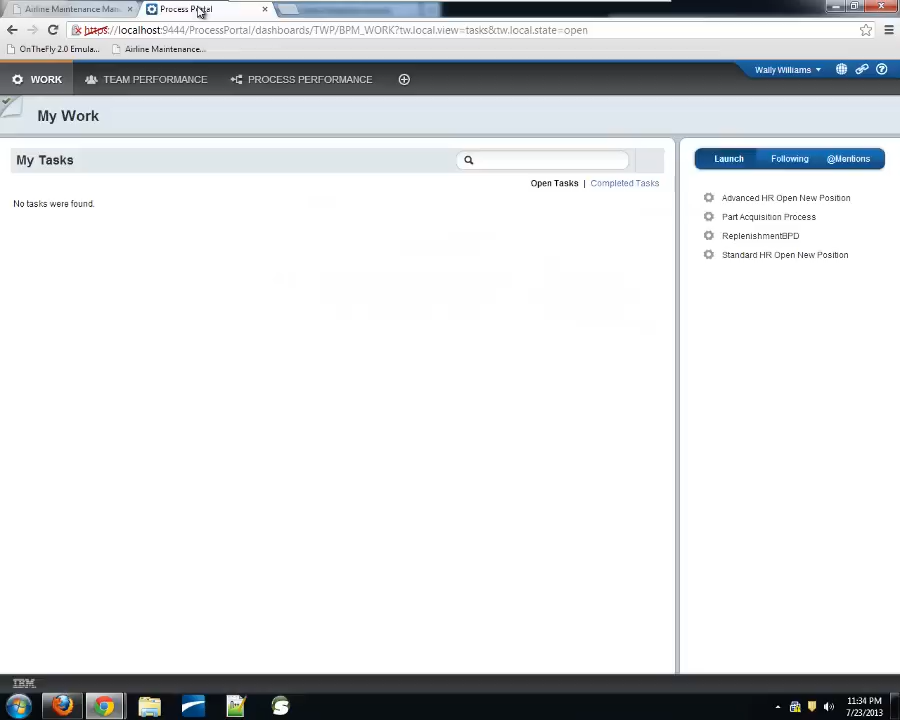 Airline Maintenance Man
Process Portal
https://localhost:9444/ProcessPortal/dashboards/TWP/BPM_WORK?tw.local.view=tasks&tw.local.state=open
OnTheFly 2.0 Emula...
Airline Maintenance...
WORK
TEAM PERFORMANCE
PROCESS PERFORMANCE
Wally Williams
My Work
My Tasks
Launch
Following
@Mentions
Open Tasks | Completed Tasks
No tasks were found.
Advanced HR Open New Position
Part Acquisition Process
ReplenishmentBPD
Standard HR Open New Position
IBM
11:34 PM
7/23/2013